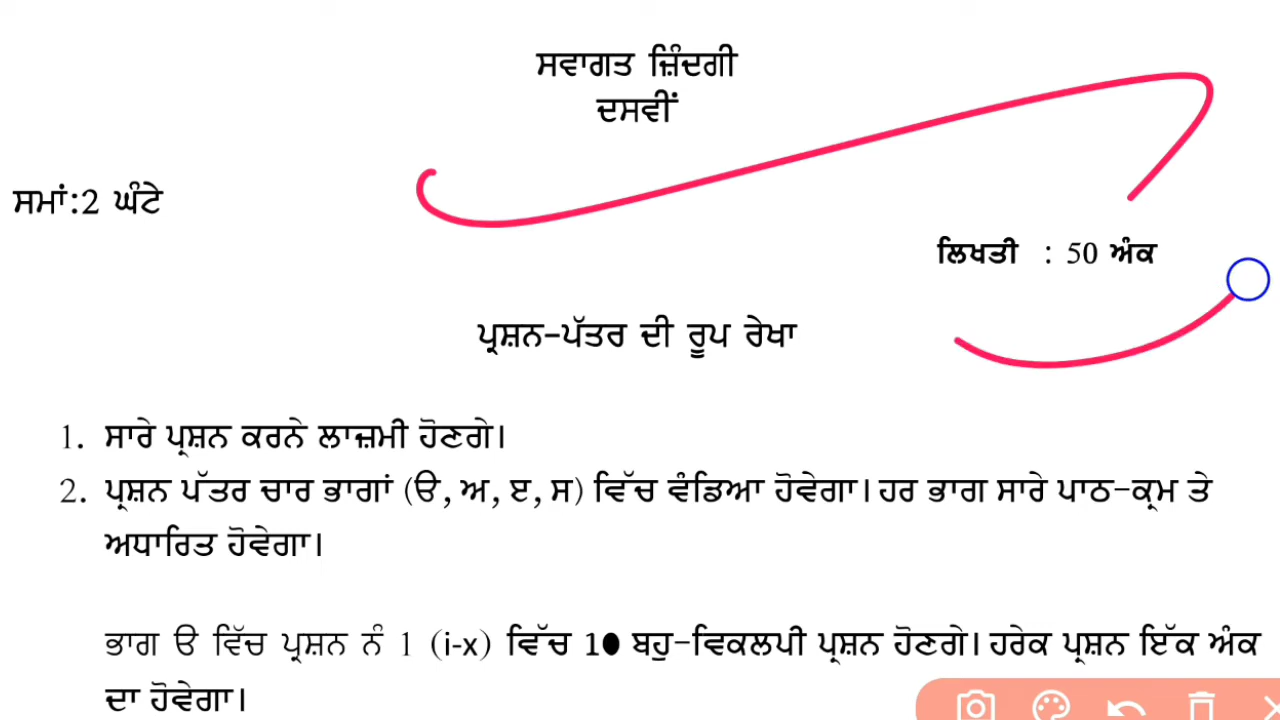 ਸਵਾਗਤ ਜ਼ਿੰਦਗੀ
ਦਸਵੀਂ
ਸਮਾਂ:2 ਘੰਟੇ
ਲਿਖਤੀ : 50 ਅੰਕ
ਪ੍ਰਸ਼ਨ-ਪੱਤਰ ਦੀ ਰੂਪ ਰੇਖਾ
1. ਸਾਰੇ ਪ੍ਰਸ਼ਨ ਕਰਨੇ ਲਾਜ਼ਮੀ ਹੋਣਗੇ।
2. ਪ੍ਰਸ਼ਨ ਪੱਤਰ ਚਾਰ ਭਾਗਾਂ (ੳ, ਅ, ੲ, ਸ) ਵਿੱਚ ਵੰਡਿਆ ਹੋਵੇਗਾ। ਹਰ ਭਾਗ ਸਾਰੇ ਪਾਠ-ਕ੍ਰਮ ਤੇ
ਅਧਾਰਿਤ ਹੋਵੇਗਾ।
ਭਾਗ ੳ ਵਿੱਚ ਪ੍ਰਸ਼ਨ ਨੰ 1 (i-x) ਵਿੱਚ 10 ਬਹੁ-ਵਿਕਲਪੀ ਪ੍ਰਸ਼ਨ ਹੋਣਗੇ। ਹਰੇਕ ਪ੍ਰਸ਼ਨ ਇੱਕ ਅੰਕ
ਦਾ ਹੋਵੇਗਾ।